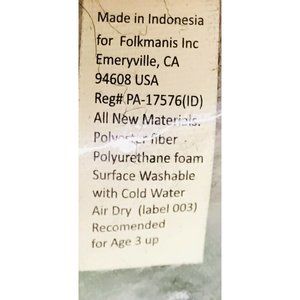 Made in Indonesia
for Folkmanis Inc
Emeryville, CA
94608 USA
Reg# PA-17576(ID)
All New Materials:
Polyester fiber
Polyurethane foam
Surface Washable
with Cold Water
Air Dry (label 003)
Recomended
for Age 3 up